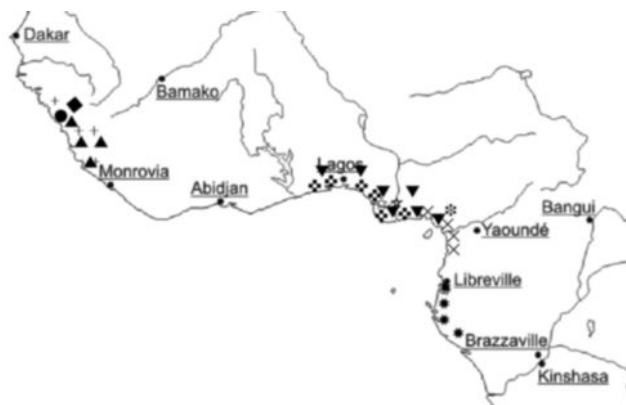 Dakar
Bamako
Lagos
Monrovia
Abidjan
Bangui
Yaoundé
Libreville
Brazzaville
Kinshasa